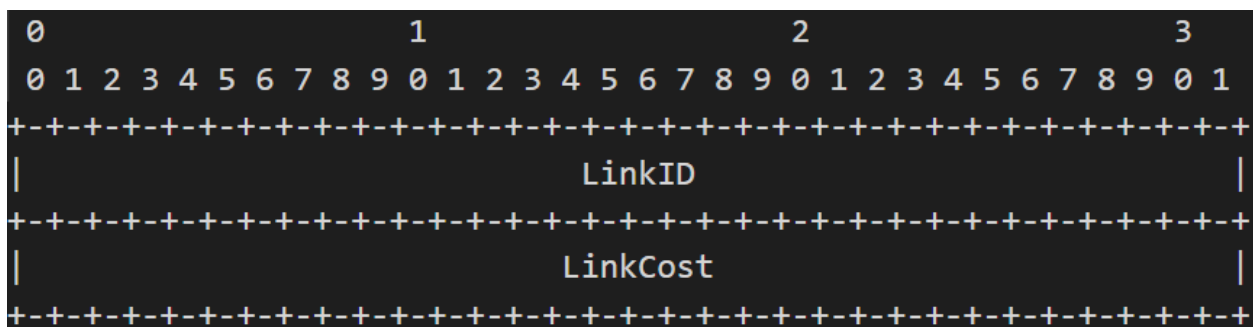 0                   1                   2                   3
0 1 2 3 4 5 6 7 8 9 0 1 2 3 4 5 6 7 8 9 0 1 2 3 4 5 6 7 8 9 0 1
+-+-+-+-+-+-+-+-+-+-+-+-+-+-+-+-+-+-+-+-+-+-+-+-+-+-+-+-+-+-+-+-+
|                             LinkID                            |
+-+-+-+-+-+-+-+-+-+-+-+-+-+-+-+-+-+-+-+-+-+-+-+-+-+-+-+-+-+-+-+-+
|                            LinkCost                           |
+-+-+-+-+-+-+-+-+-+-+-+-+-+-+-+-+-+-+-+-+-+-+-+-+-+-+-+-+-+-+-+-+